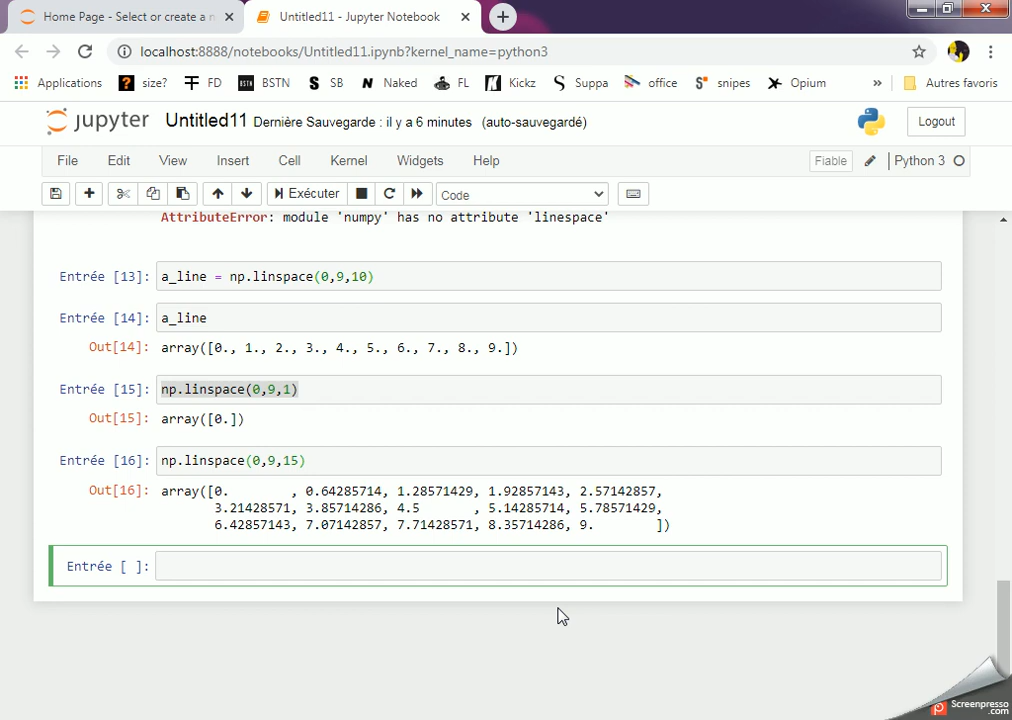 Home Page - Select or create a n
Untitled11 - Jupyter Notebook
localhost:8888/notebooks/Untitled11.ipynb?kernel_name=python3
Applications size? FD BSTN BSTN SB Naked FL Kickz Suppa office snipes Opium » Autres favoris
jupyter Untitled11 Dernière Sauvegarde : il y a 6 minutes (auto-sauvegardé) Logout
File Edit View Insert Cell Kernel Widgets Help Fiable Python 3
Exécuter Code
AttributeError: module 'numpy' has no attribute 'linespace'
Entrée [13]: a_line = np.linspace(0,9,10)
Entrée [14]: a_line
Out[14]: array([0., 1., 2., 3., 4., 5., 6., 7., 8., 9.])
Entrée [15]: np.linspace(0,9,1)
Out[15]: array([0.])
Entrée [16]: np.linspace(0,9,15)
Out[16]: array([0. , 0.64285714, 1.28571429, 1.92857143, 2.57142857,
3.21428571, 3.85714286, 4.5 , 5.14285714, 5.78571429,
6.42857143, 7.07142857, 7.71428571, 8.35714286, 9. ])
Entrée [ ]:
Screenpresso
.com